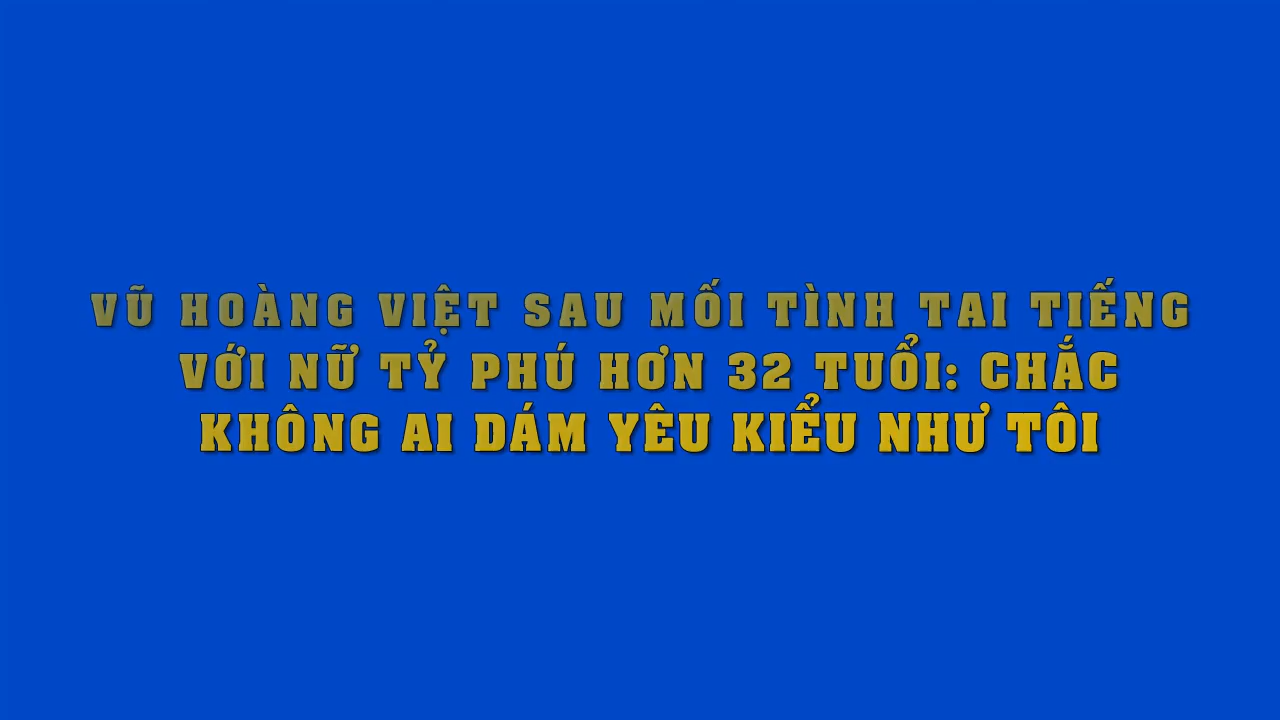 VŨ HOÀNG VIỆT SAU MỐI TÌNH TAI TIẾNG
VỚI NỮ TỶ PHÚ HƠN 32 TUỔI: CHẮC
KHÔNG AI DÁM YÊU KIỂU NHƯ TÔI